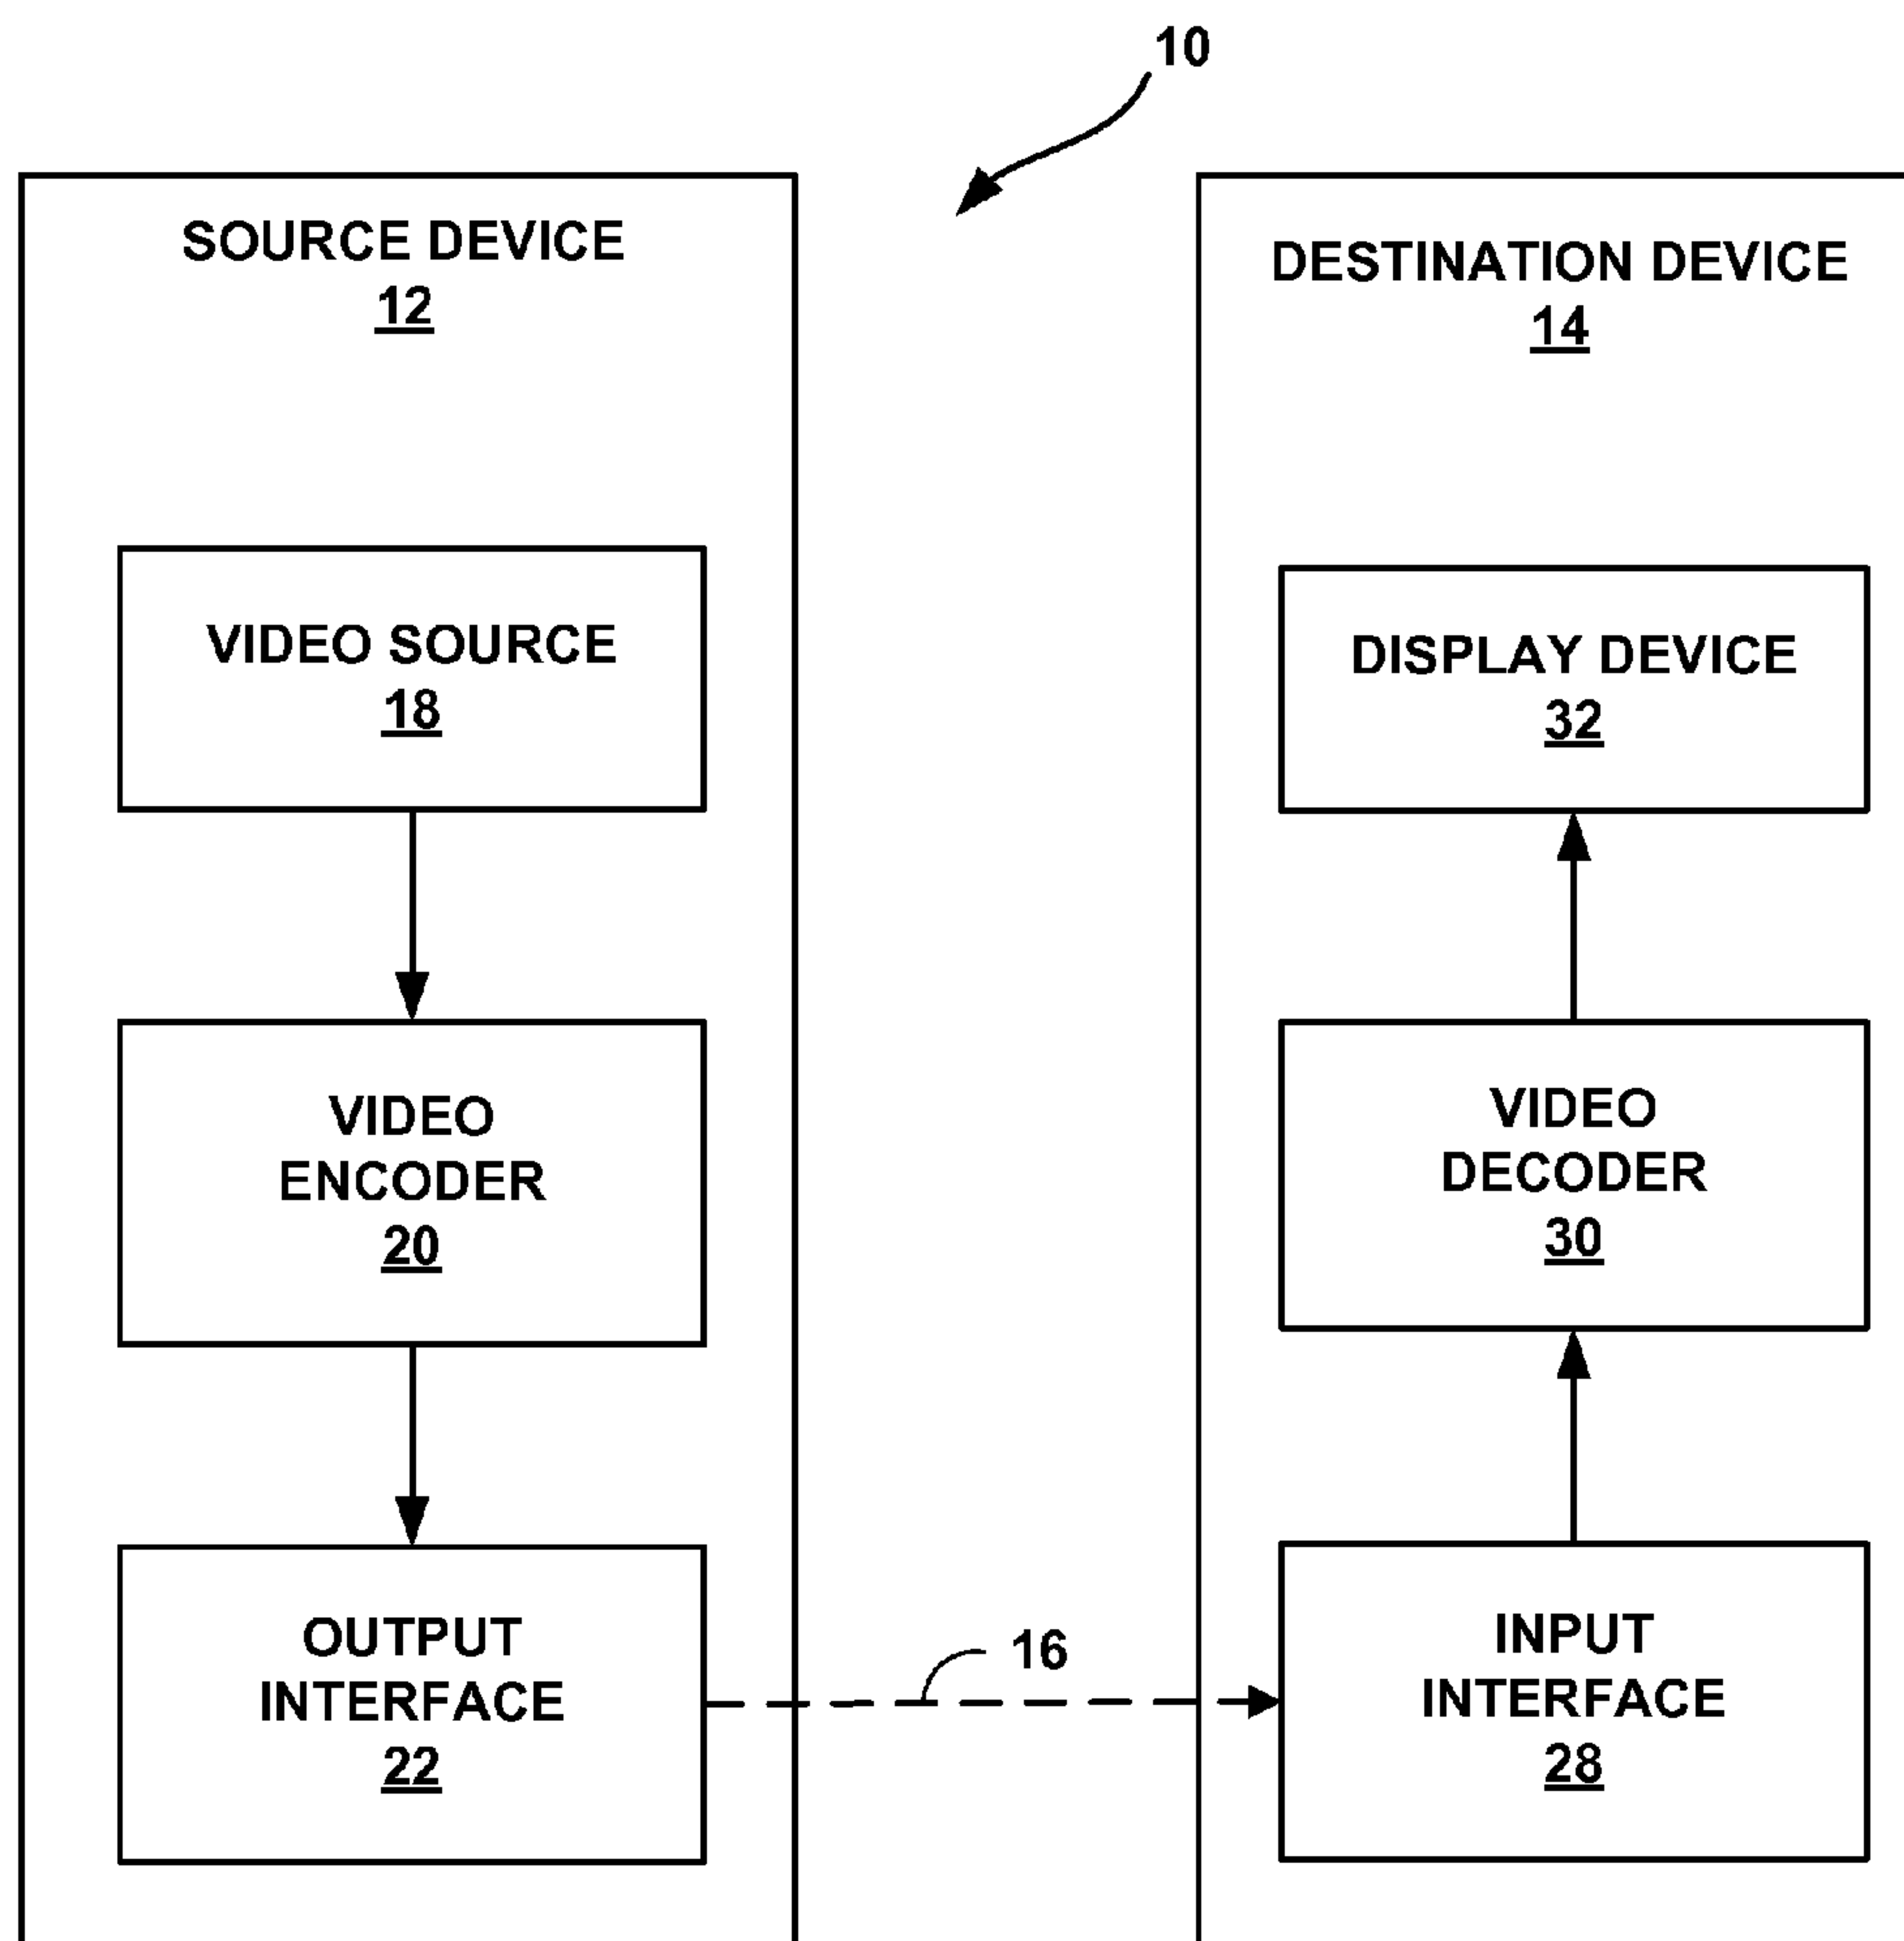 10
SOURCE DEVICE
12
VIDEO SOURCE
18
VIDEO
ENCODER
20
OUTPUT
INTERFACE
22
16
DESTINATION DEVICE
14
DISPLAY DEVICE
32
VIDEO
DECODER
30
INPUT
INTERFACE
28